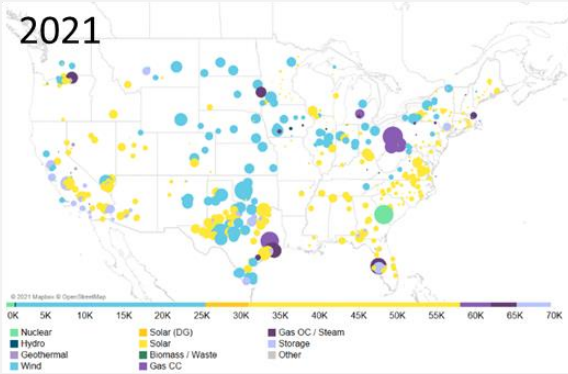 2021
© 2021 Mapbox © OpenStreetMap
0K 5K 10K 15K 20K 25K 30K 35K 40K 45K 50K 55K 60K 65K 70K
Nuclear Solar (DG) Gas OC / Steam
Hydro Solar Storage
Geothermal Biomass / Waste Other
Wind Gas CC